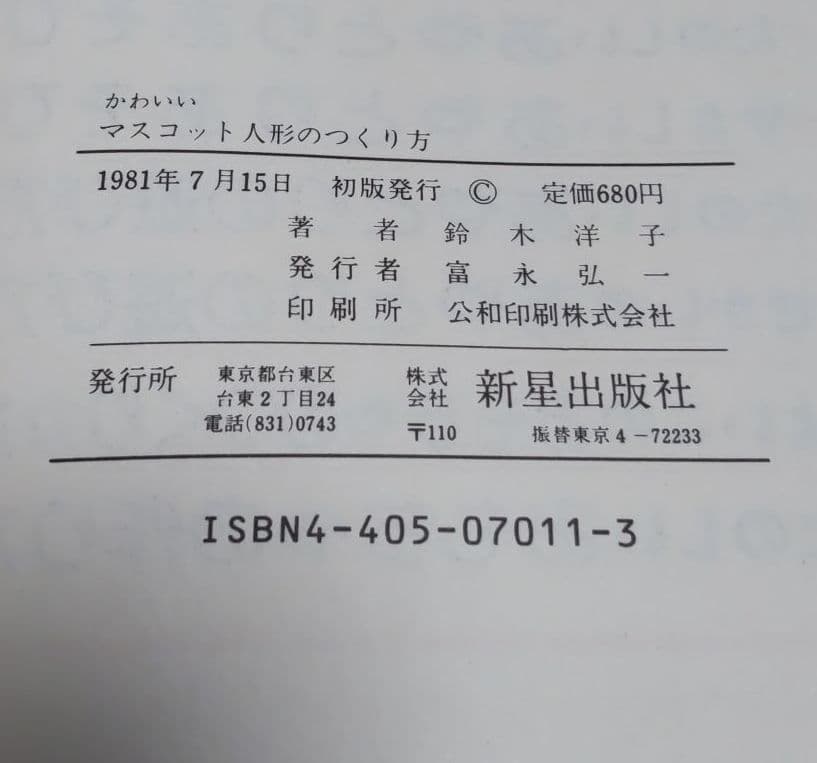 かわいい
マスコット人形のつくり方
1981年7月15日 初版発行 © 定価680円
著者 鈴木洋子
発行者 富永弘一
印刷所 公和印刷株式会社
発行所 東京都台東区台東2丁目24 電話(831)0743
株式会社 新星出版社
〒110 振替東京4-72233
ISBN4-405-07011-3